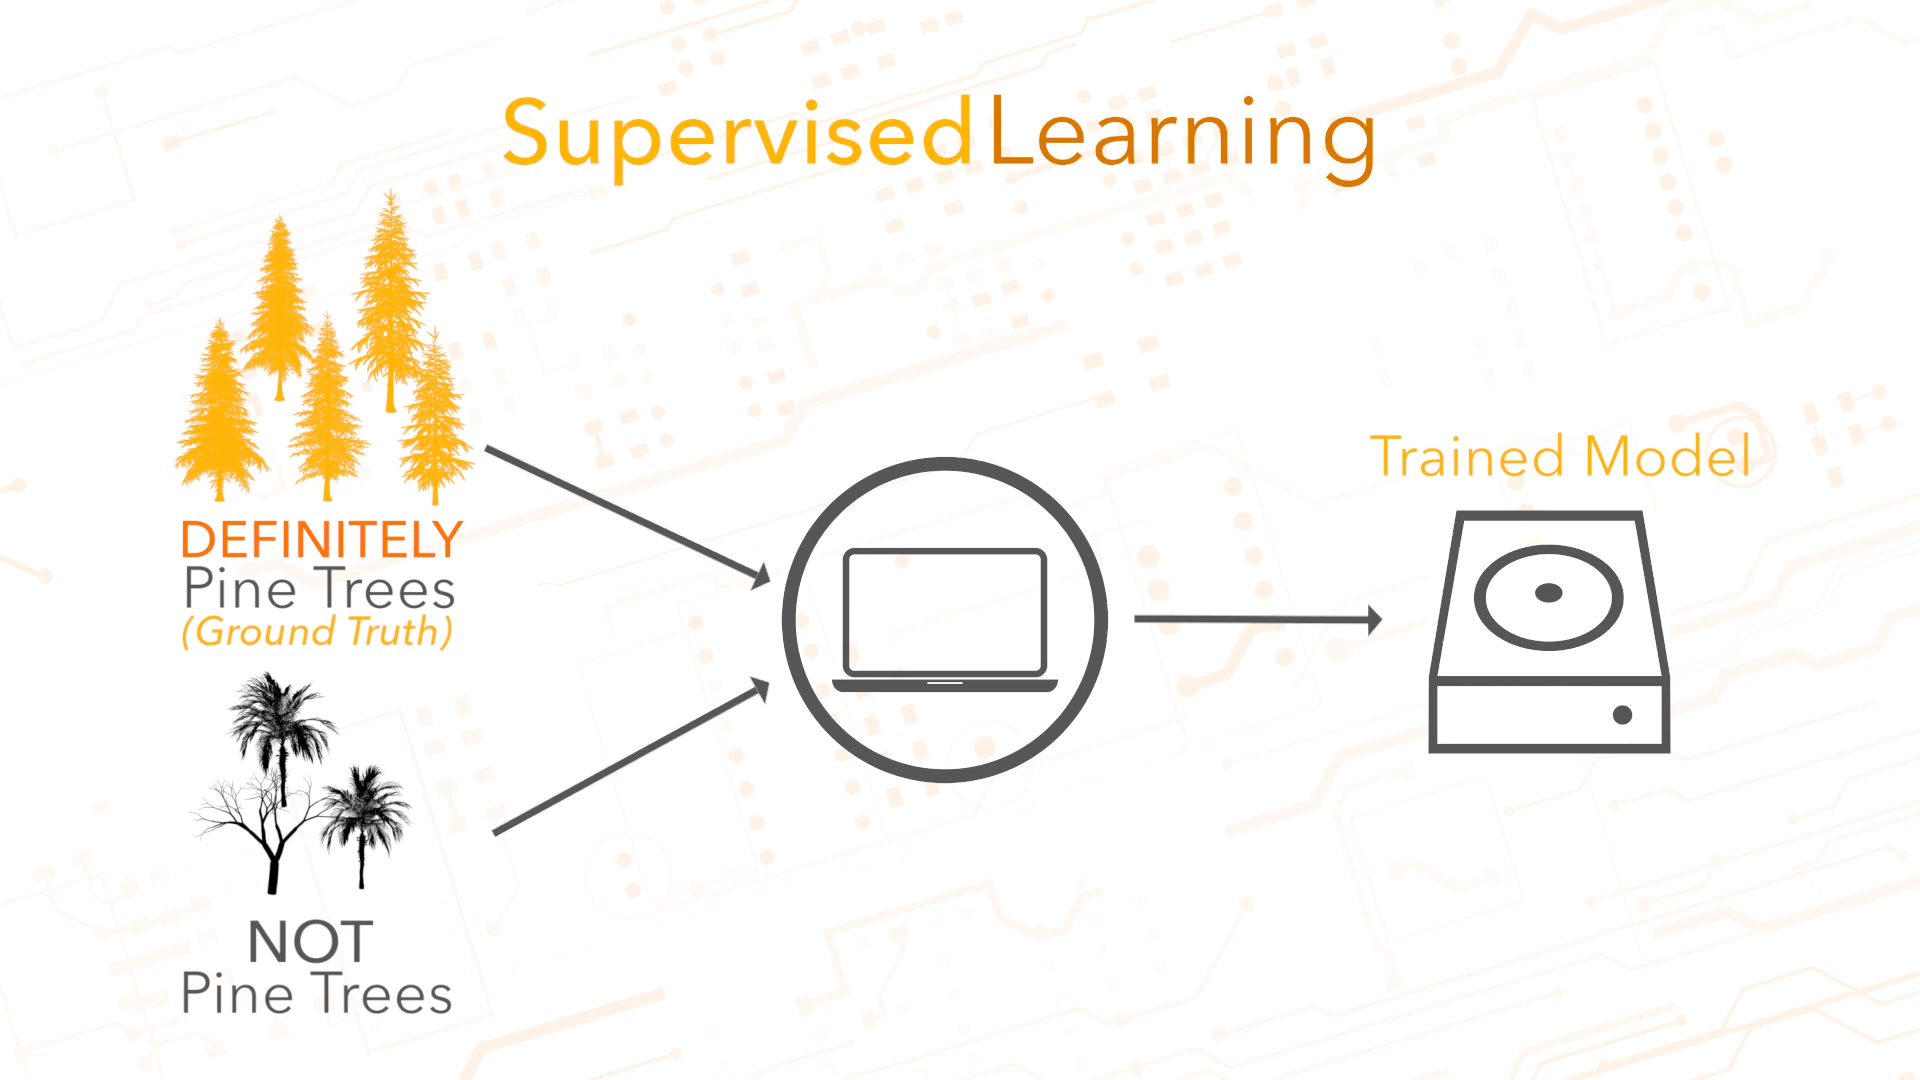 Supervised Learning
DEFINITELY
Pine Trees
(Ground Truth)
NOT
Pine Trees
Trained Model